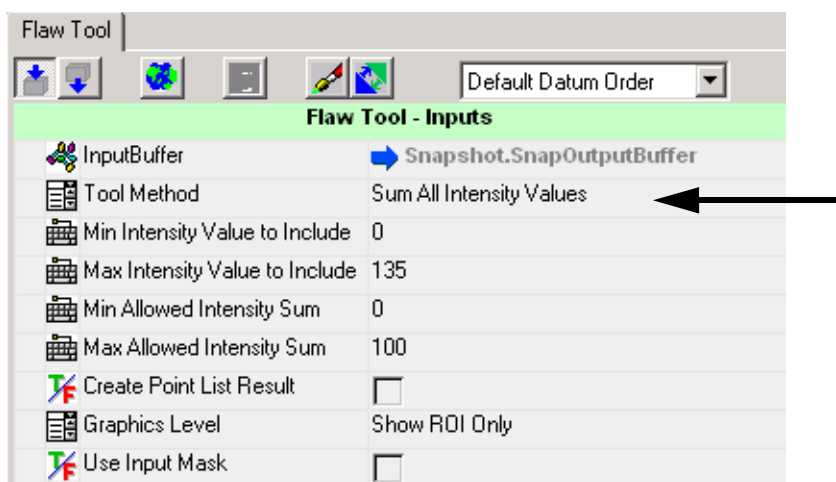 Flaw Tool
Default Datum Order
Flaw Tool - Inputs
InputBuffer Snapshot.SnapOutputBuffer
Tool Method Sum All Intensity Values
Min Intensity Value to Include 0
Max Intensity Value to Include 135
Min Allowed Intensity Sum 0
Max Allowed Intensity Sum 100
T/F Create Point List Result
Graphics Level Show ROI Only
T/F Use Input Mask